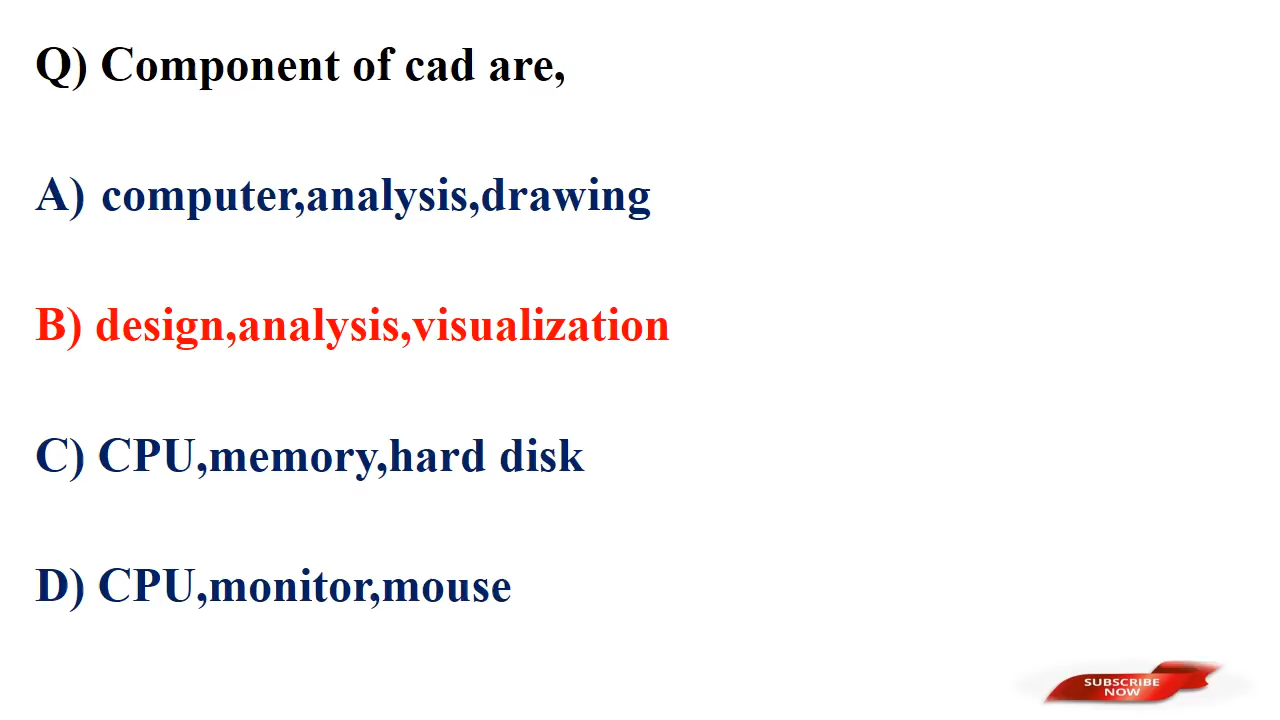 Q) Component of cad are,
A) computer,analysis,drawing
B) design,analysis,visualization
C) CPU,memory,hard disk
D) CPU,monitor,mouse
SUBSCRIBE
NOW